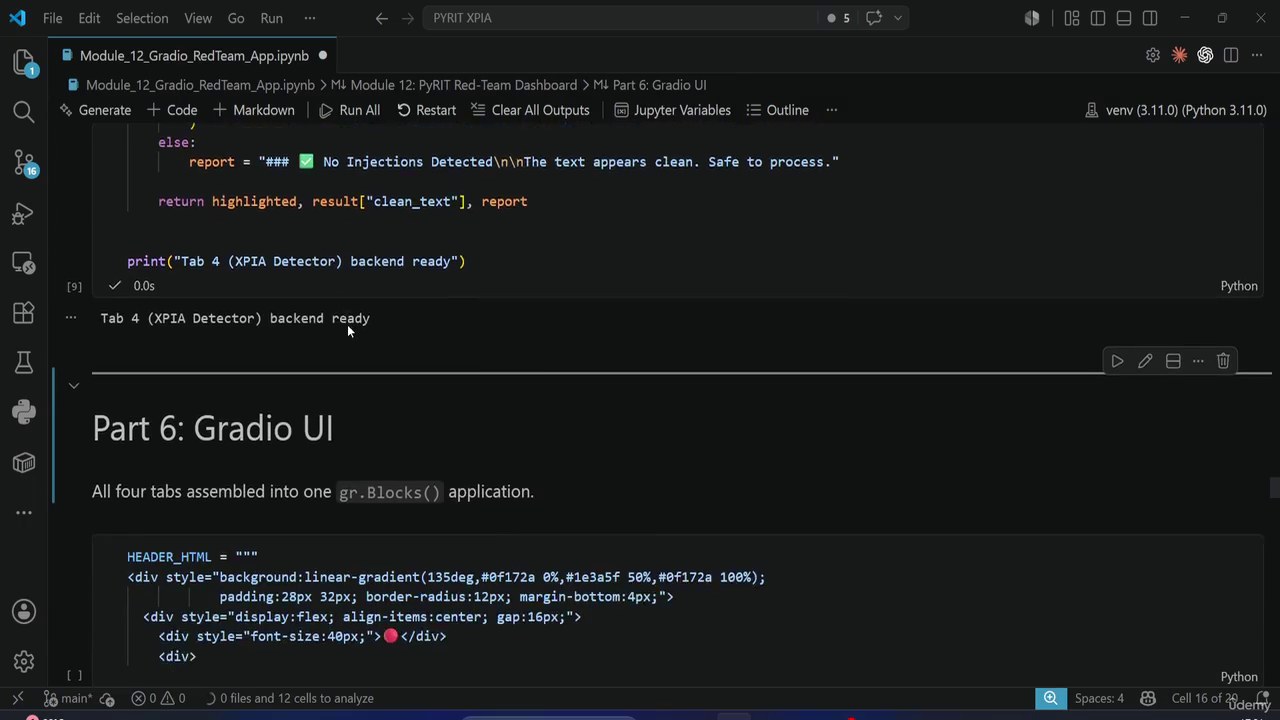 File Edit Selection View Go Run ··· PYRIT XPIA 5
Module_12_Gradio_RedTeam_App.ipynb
Module_12_Gradio_RedTeam_App.ipynb > M↓ Module 12: PyRIT Red-Team Dashboard > M↓ Part 6: Gradio UI
Generate + Code + Markdown Run All Restart Clear All Outputs Jupyter Variables Outline ··· venv (3.11.0) (Python 3.11.0)
1
16
else:
report = "### ✅ No Injections Detected\n\nThe text appears clean. Safe to process."
return highlighted, result["clean_text"], report
print("Tab 4 (XPIA Detector) backend ready")
[9] ✓ 0.0s Python
··· Tab 4 (XPIA Detector) backend ready
Part 6: Gradio UI
All four tabs assembled into one gr.Blocks() application.
HEADER_HTML = """
<div style="background:linear-gradient(135deg,#0f172a 0%,#1e3a5f 50%,#0f172a 100%);
padding:28px 32px; border-radius:12px; margin-bottom:4px;">
<div style="display:flex; align-items:center; gap:16px;">
<div style="font-size:40px;">🔴</div>
<div>
[ ] Python
main* 0 0 0 files and 12 cells to analyze Spaces: 4 Cell 16 of 20
Udemy